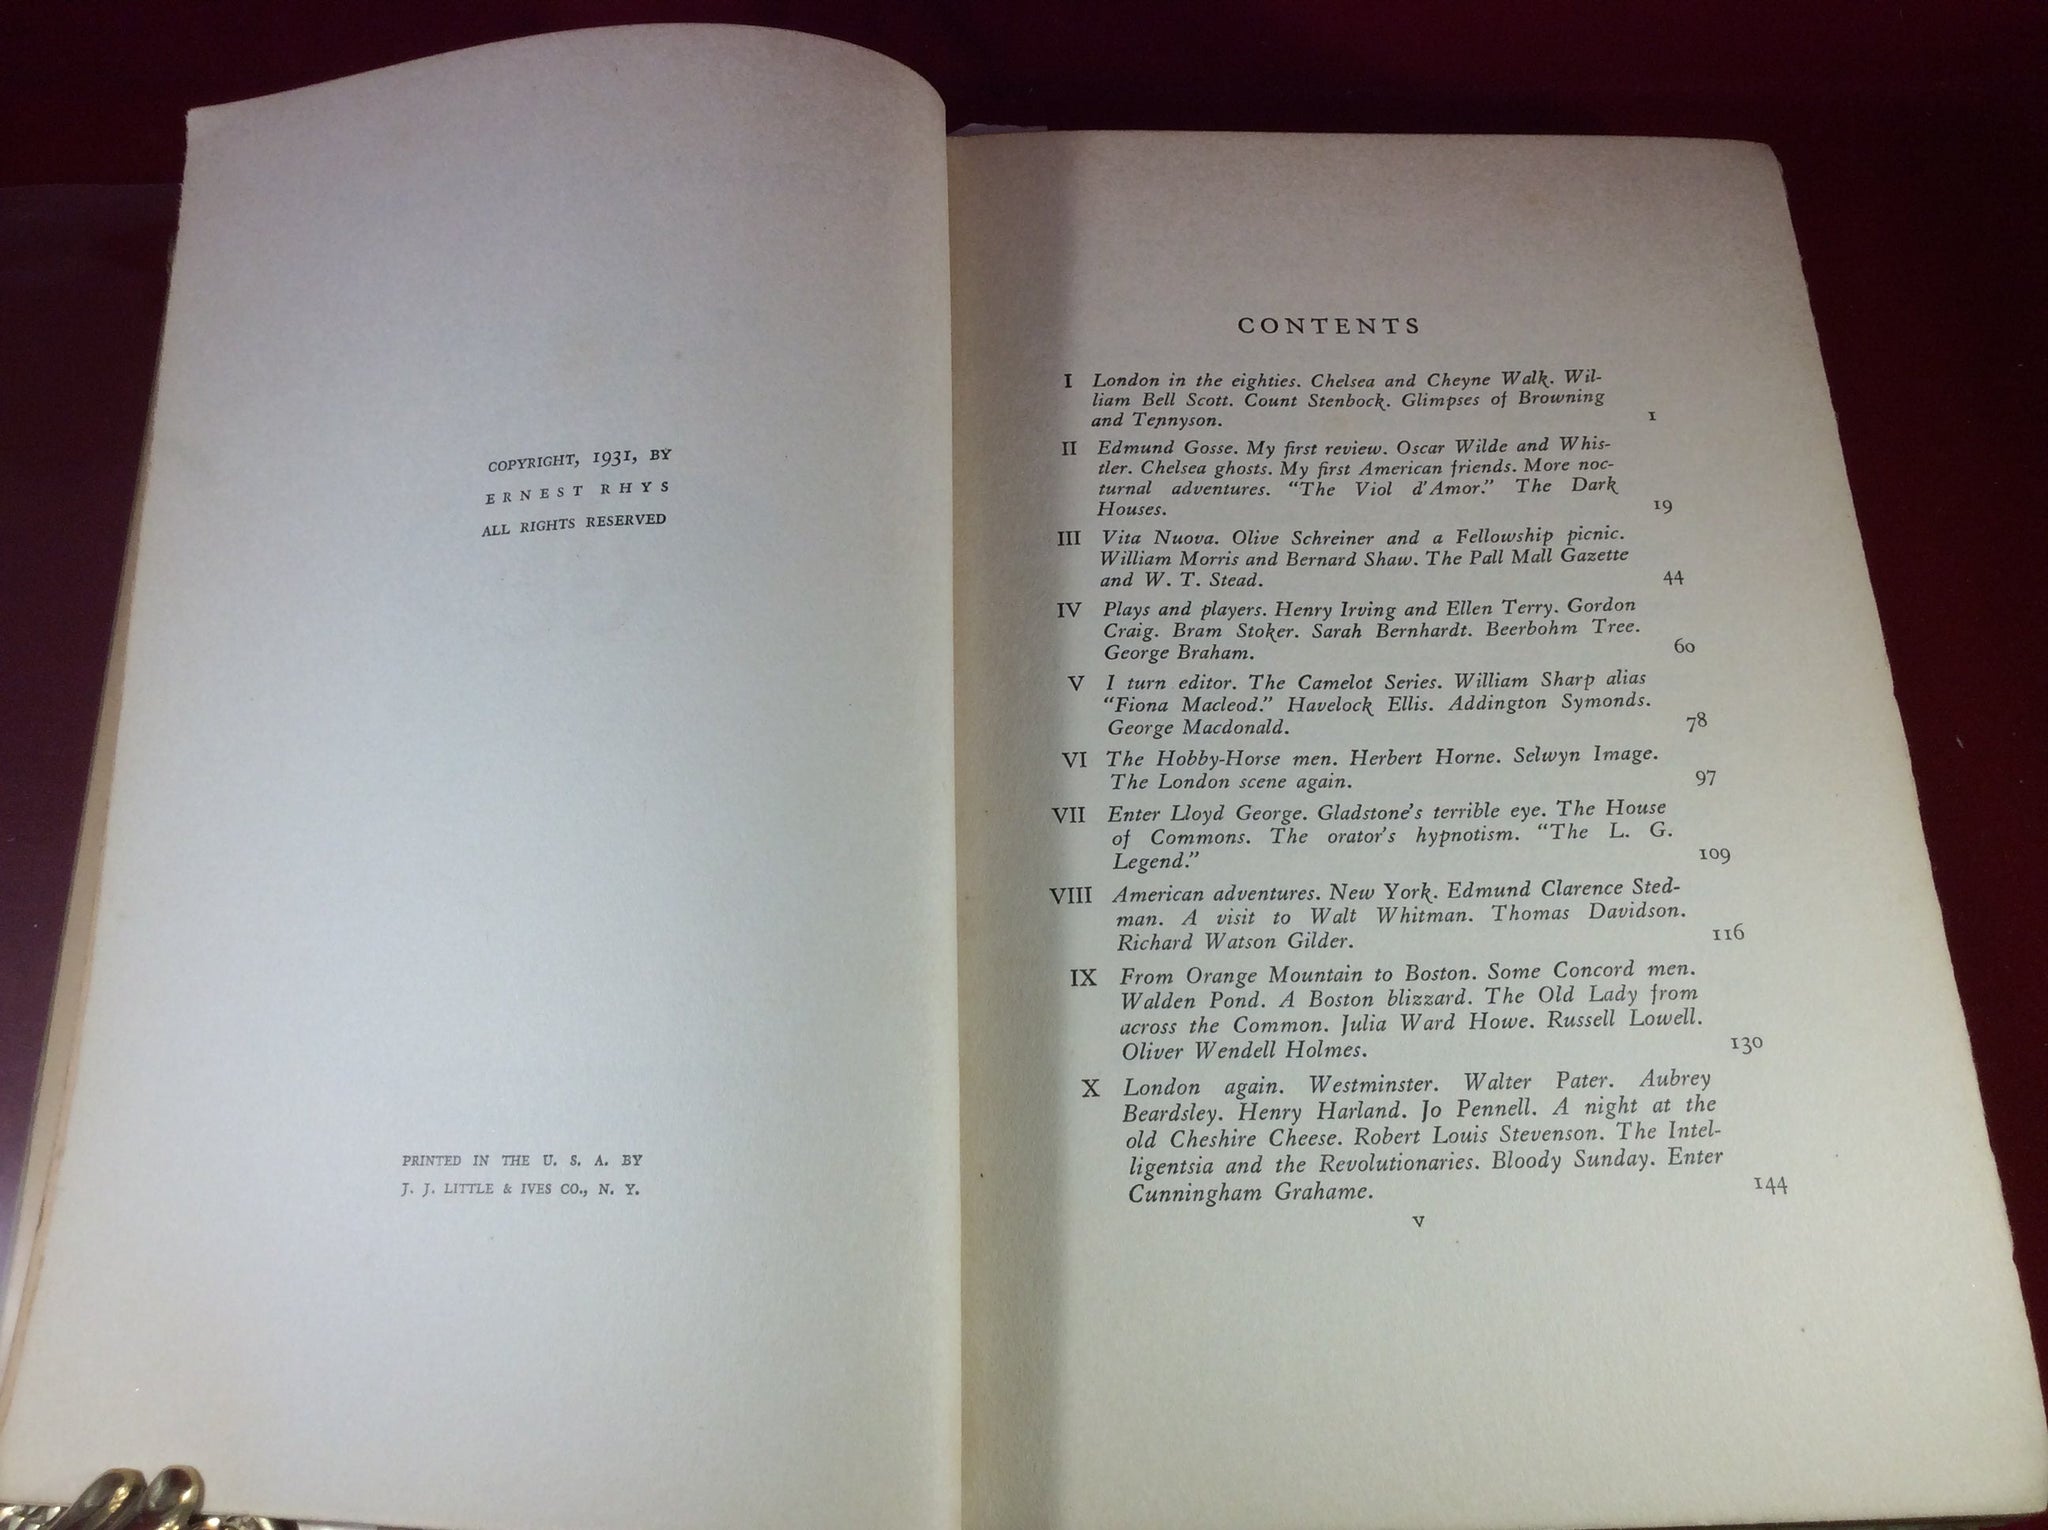 COPYRIGHT, 1931, BY
ERNEST RHYS
ALL RIGHTS RESERVED
PRINTED IN THE U. S. A. BY
J. J. LITTLE & IVES CO., N. Y.
CONTENTS
I London in the eighties. Chelsea and Cheyne Walk. Wil-
liam Bell Scott. Count Stenbock. Glimpses of Browning
and Tennyson. 1
II Edmund Gosse. My first review. Oscar Wilde and Whis-
tler. Chelsea ghosts. My first American friends. More noc-
turnal adventures. "The Viol d'Amor." The Dark
Houses. 19
III Vita Nuova. Olive Schreiner and a Fellowship picnic.
William Morris and Bernard Shaw. The Pall Mall Gazette
and W. T. Stead. 44
IV Plays and players. Henry Irving and Ellen Terry. Gordon
Craig. Bram Stoker. Sarah Bernhardt. Beerbohm Tree.
George Braham. 60
V I turn editor. The Camelot Series. William Sharp alias
"Fiona Macleod." Havelock Ellis. Addington Symonds.
George Macdonald. 78
VI The Hobby-Horse men. Herbert Horne. Selwyn Image.
The London scene again. 97
VII Enter Lloyd George. Gladstone's terrible eye. The House
of Commons. The orator's hypnotism. "The L. G.
Legend." 109
VIII American adventures. New York. Edmund Clarence Sted-
man. A visit to Walt Whitman. Thomas Davidson.
Richard Watson Gilder. 116
IX From Orange Mountain to Boston. Some Concord men.
Walden Pond. A Boston blizzard. The Old Lady from
across the Common. Julia Ward Howe. Russell Lowell.
Oliver Wendell Holmes. 130
X London again. Westminster. Walter Pater. Aubrey
Beardsley. Henry Harland. Jo Pennell. A night at the
old Cheshire Cheese. Robert Louis Stevenson. The Intel-
ligentsia and the Revolutionaries. Bloody Sunday. Enter
Cunningham Grahame. 144
v